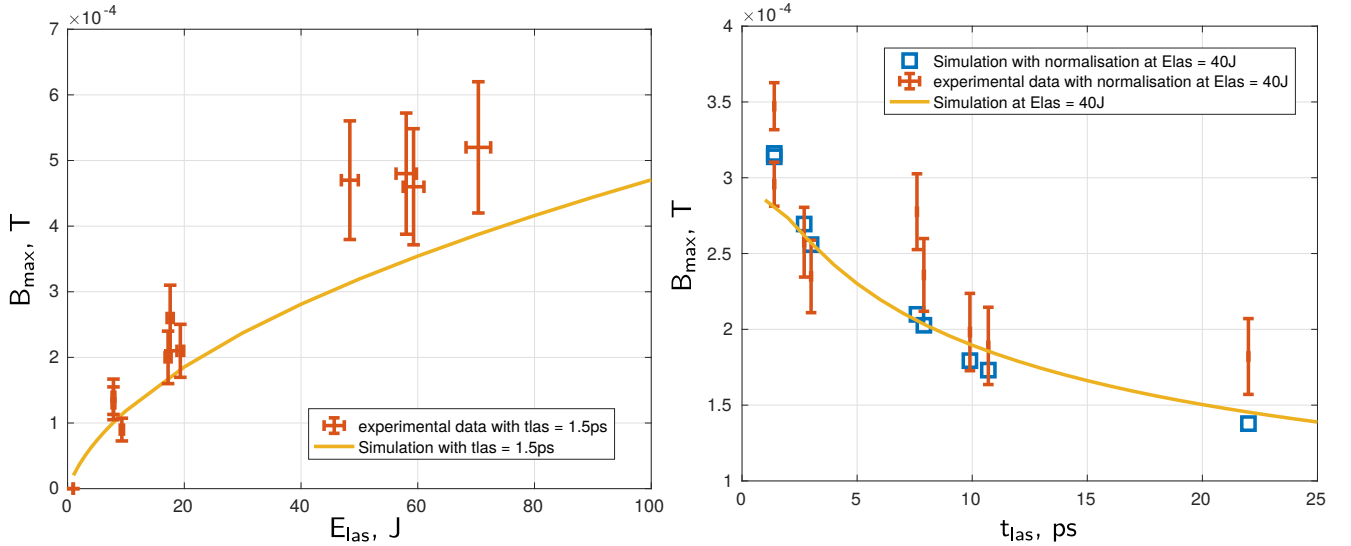 ×10⁻⁴
7
6
5
4
3
2
1
0
B_max, T
0 20 40 60 80 100
E_las, J
experimental data with tlas = 1.5ps
Simulation with tlas = 1.5ps
×10⁻⁴
4
3.5
3
2.5
2
1.5
1
B_max, T
0 5 10 15 20 25
t_las, ps
Simulation with normalisation at Elas = 40J
experimental data with normalisation at Elas = 40J
Simulation at Elas = 40J